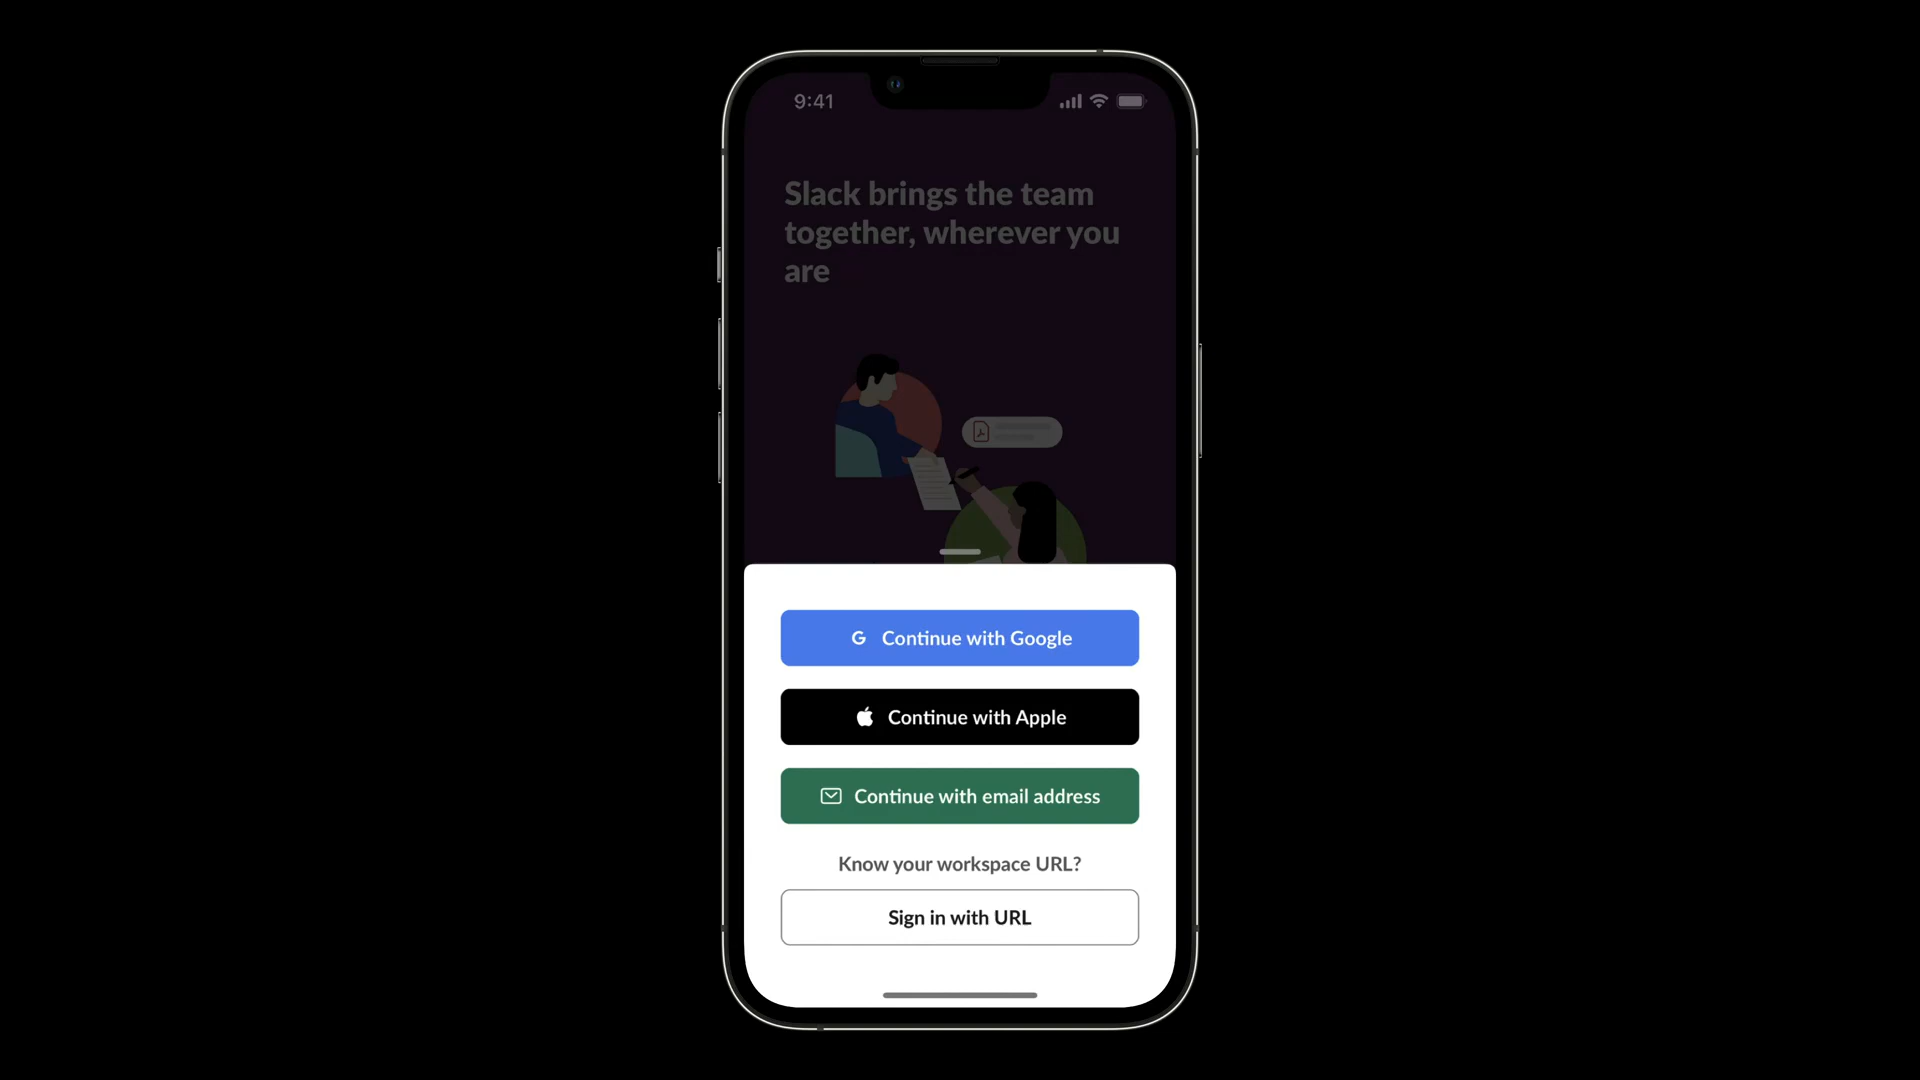 9:41
Slack brings the team
together, wherever you
are
G Continue with Google
Continue with Apple
Continue with email address
Know your workspace URL?
Sign in with URL